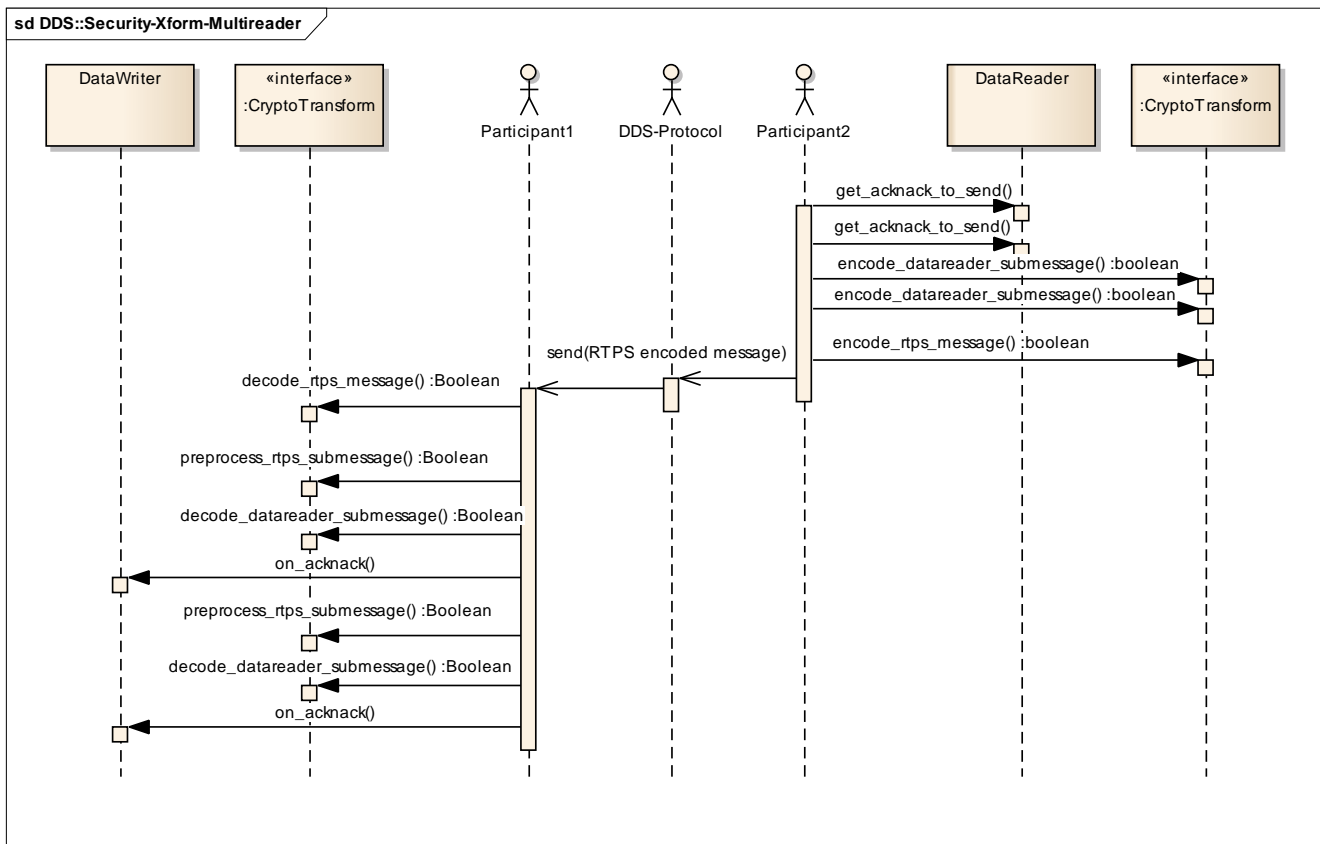 sd DDS::Security-Xform-Multireader
DataWriter
«interface»
:CryptoTransform
Participant1
DDS-Protocol
Participant2
DataReader
«interface»
:CryptoTransform
get_acknack_to_send()
get_acknack_to_send()
encode_datareader_submessage() :boolean
encode_datareader_submessage() :boolean
encode_rtps_message() :boolean
send(RTPS encoded message)
decode_rtps_message() :Boolean
preprocess_rtps_submessage() :Boolean
decode_datareader_submessage() :Boolean
on_acknack()
preprocess_rtps_submessage() :Boolean
decode_datareader_submessage() :Boolean
on_acknack()